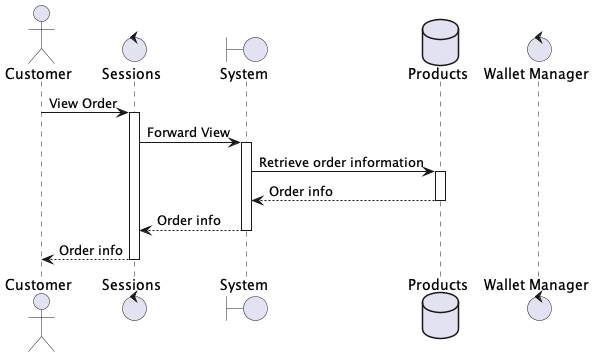 Customer Sessions System Products Wallet Manager
View Order
Forward View
Retrieve order information
Order info
Order info
Order info
Customer Sessions System Products Wallet Manager